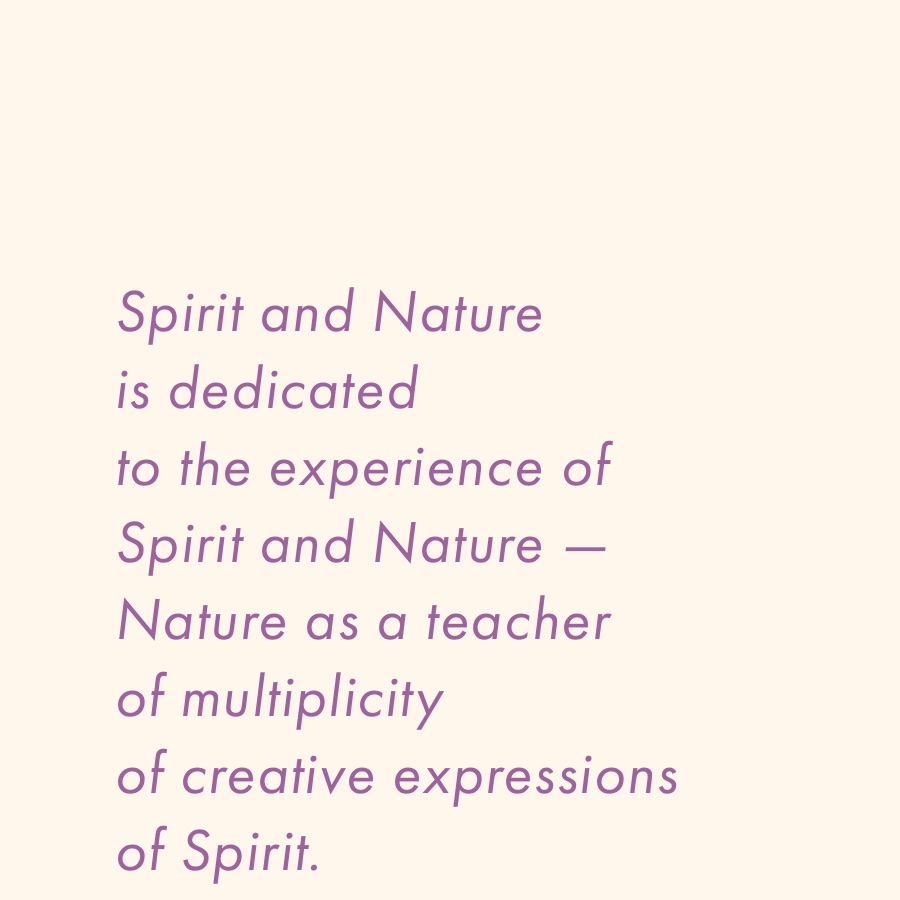 Spirit and Nature
is dedicated
to the experience of
Spirit and Nature —
Nature as a teacher
of multiplicity
of creative expressions
of Spirit.